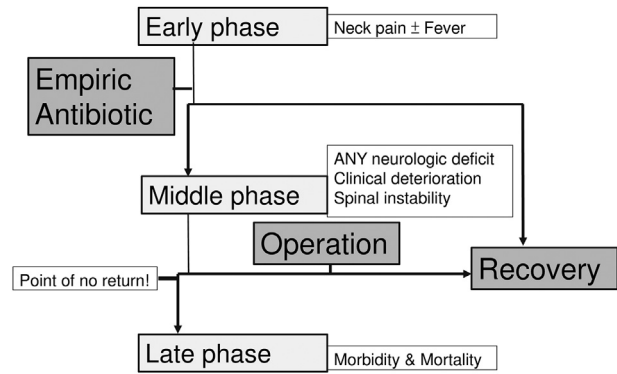 Early phase
Neck pain ± Fever
Empiric
Antibiotic
ANY neurologic deficit
Clinical deterioration
Spinal instability
Middle phase
Operation
Recovery
Point of no return!
Late phase
Morbidity & Mortality